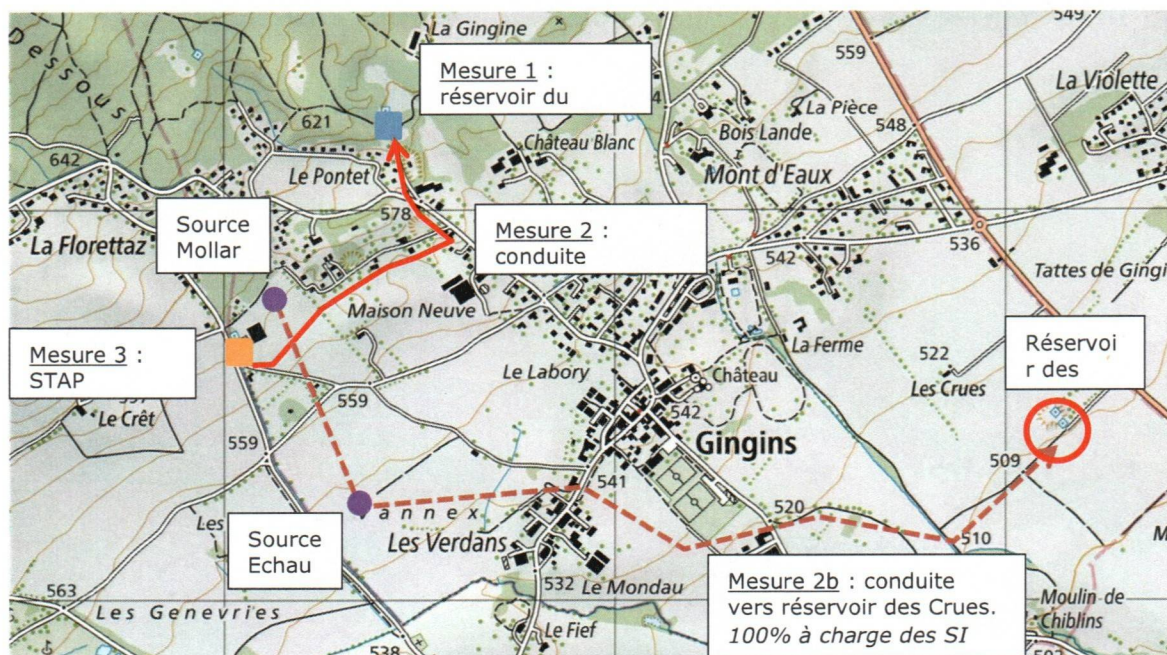 Dessous
La Gingine
559
549
Mesure 1 :
réservoir du
La Violette
621
La Pièce
548
642
Château Blanc
Bois Lande
Le Pontet
Mont d'Eaux
Source
Mollar
578
Mesure 2 :
conduite
La Florettaz
536
542
Tattes de Gingi
Maison Neuve
La Ferme
Mesure 3 :
STAP
522
Réservoi
r des
Le Labory
Château
Les Crues
559
542
Le Crêt
Gingins
559
509
541
520
Source
Echau
annex
Les
Les Verdans
510
532
Le Mondau
Mesure 2b : conduite
vers réservoir des Crues.
100% à charge des SI
563
Les Genevries
Moulin de
Chiblins
Le Fief
538